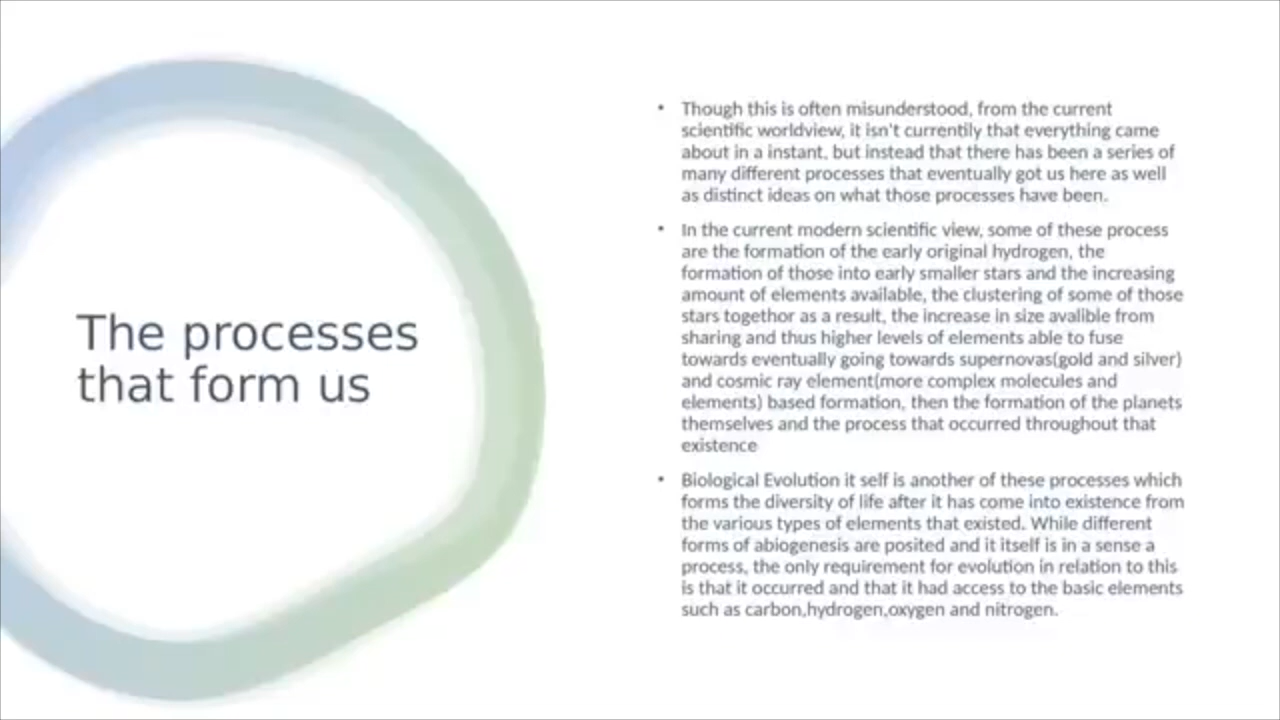 The processes
that form us
• Though this is often misunderstood, from the current
scientific worldview, it isn't currentily that everything came
about in a instant, but instead that there has been a series of
many different processes that eventually got us here as well
as distinct ideas on what those processes have been.
• In the current modern scientific view, some of these process
are the formation of the early original hydrogen, the
formation of those into early smaller stars and the increasing
amount of elements available, the clustering of some of those
stars togethor as a result, the increase in size avalible from
sharing and thus higher levels of elements able to fuse
towards eventually going towards supernovas(gold and silver)
and cosmic ray element(more complex molecules and
elements) based formation, then the formation of the planets
themselves and the process that occurred throughout that
existence
• Biological Evolution it self is another of these processes which
forms the diversity of life after it has come into existence from
the various types of elements that existed. While different
forms of abiogenesis are posited and it itself is in a sense a
process, the only requirement for evolution in relation to this
is that it occurred and that it had access to the basic elements
such as carbon,hydrogen,oxygen and nitrogen.